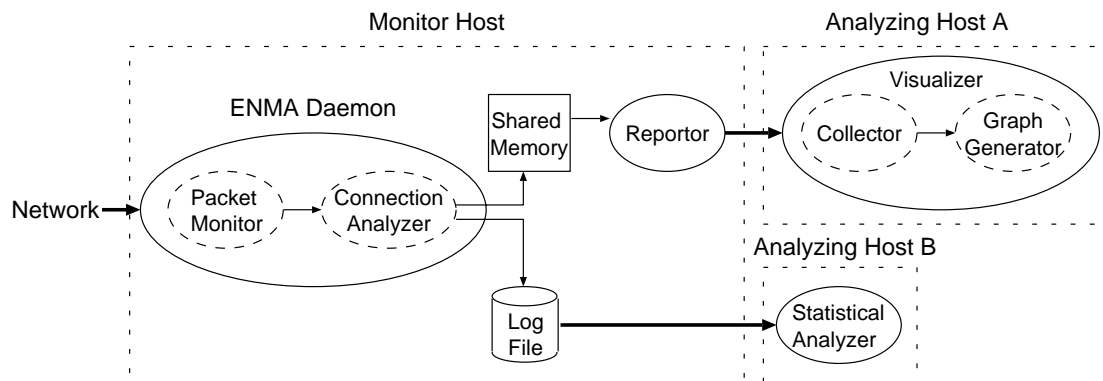 Monitor Host
Analyzing Host A
ENMA Daemon
Visualizer
Shared
Memory
Reportor
Collector
Graph
Generator
Network
Packet
Monitor
Connection
Analyzer
Analyzing Host B
Log
File
Statistical
Analyzer